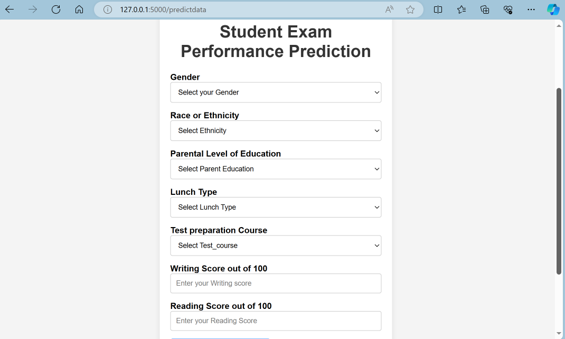 127.0.0.1:5000/predictdata
Student Exam
Performance Prediction
Gender
Select your Gender
Race or Ethnicity
Select Ethnicity
Parental Level of Education
Select Parent Education
Lunch Type
Select Lunch Type
Test preparation Course
Select Test_course
Writing Score out of 100
Enter your Writing score
Reading Score out of 100
Enter your Reading Score